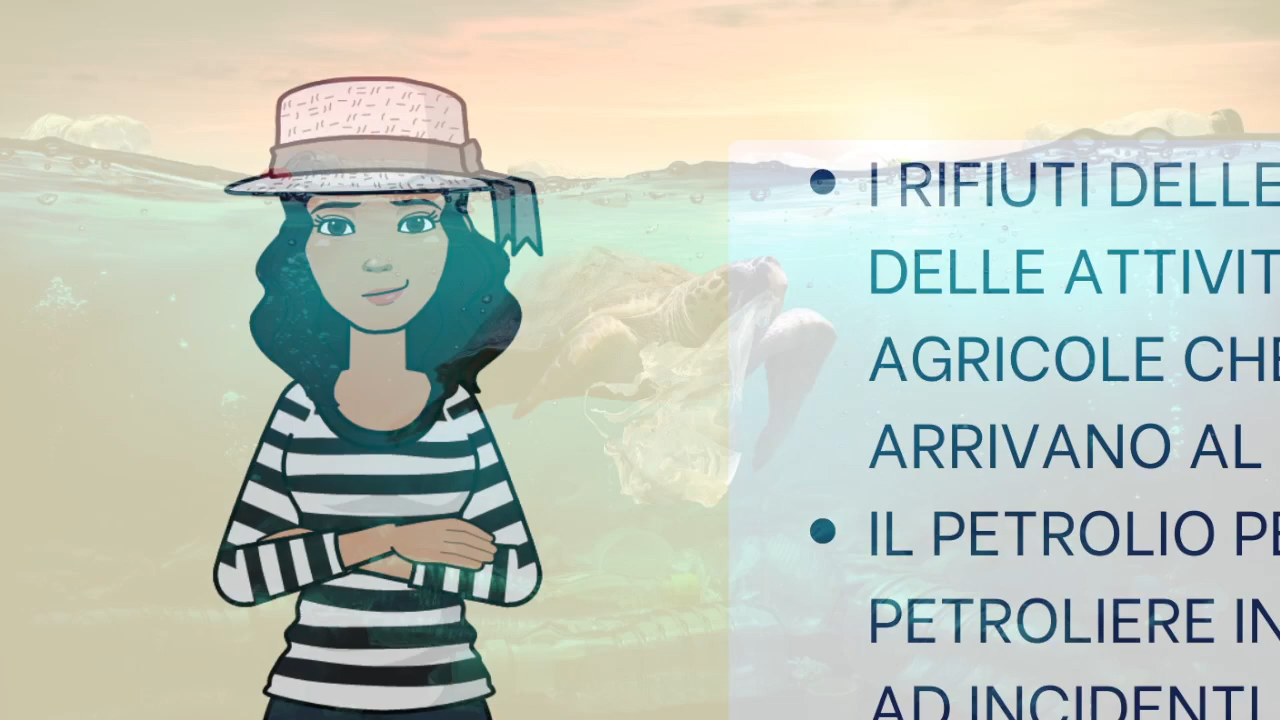 • I RIFIUTI DELLE
DELLE ATTIVIT
AGRICOLE CHE
ARRIVANO AL
• IL PETROLIO PE
PETROLIERE IN
AD INCIDENTI